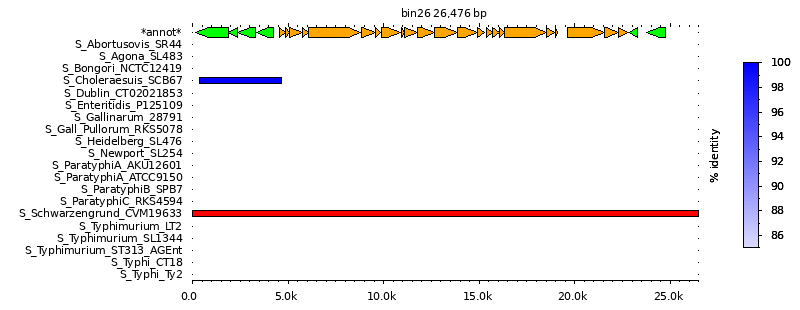 bin26 26,476 bp
*annot*
S_Abortusovis_SR44
S_Agona_SL483
S_Bongori_NCTC12419
S_Choleraesuis_SCB67
S_Dublin_CT02021853
S_Enteritidis_P125109
S_Gallinarum_28791
S_Gall_Pullorum_RKS5078
S_Heidelberg_SL476
S_Newport_SL254
S_ParatyphiA_AKU12601
S_ParatyphiA_ATCC9150
S_ParatyphiB_SPB7
S_ParatyphiC_RKS4594
S_Schwarzengrund_CVM19633
S_Typhimurium_LT2
S_Typhimurium_SL1344
S_Typhimurium_ST313_AGEnt
S_Typhi_CT18
S_Typhi_Ty2
0.0 5.0k 10.0k 15.0k 20.0k 25.0k
% identity
100
98
96
94
92
90
88
86